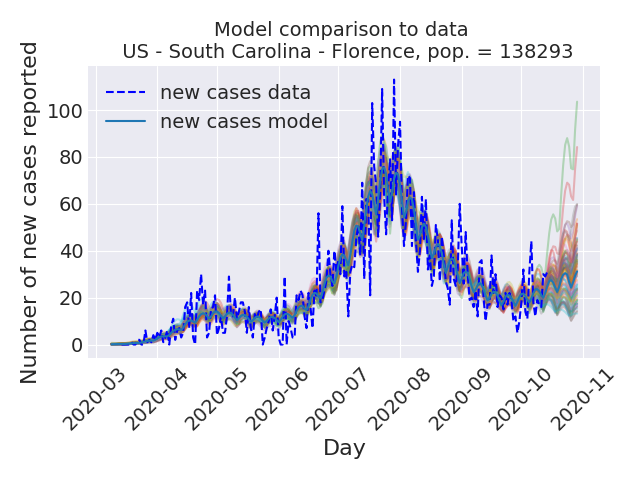 Model comparison to data
US - South Carolina - Florence, pop. = 138293
new cases data
new cases model
Number of new cases reported
100
80
60
40
20
0
2020-03
2020-04
2020-05
2020-06
2020-07
2020-08
2020-09
2020-10
2020-11
Day